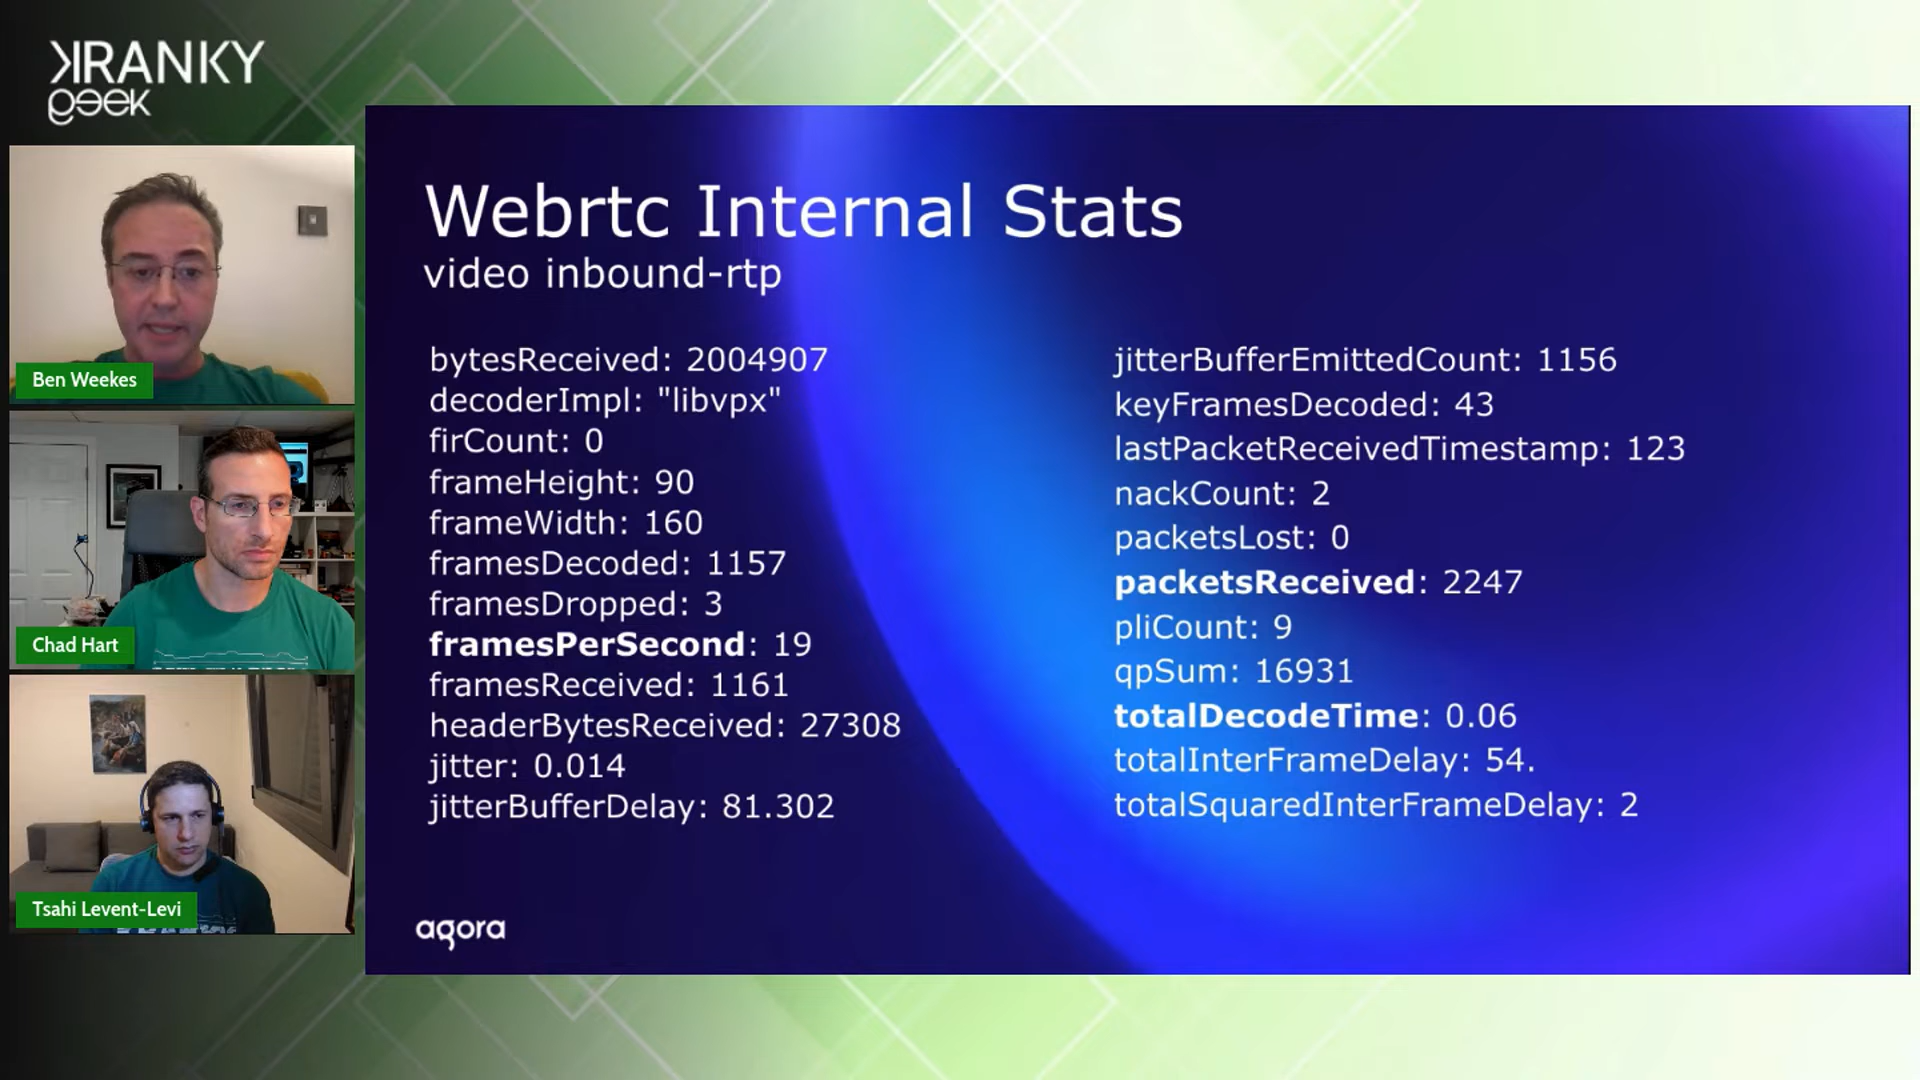 KRANKY
geek
Ben Weekes
Chad Hart
Tsahi Levent-Levi
Webrtc Internal Stats
video inbound-rtp
bytesReceived: 2004907
decoderImpl: "libvpx"
firCount: 0
frameHeight: 90
frameWidth: 160
framesDecoded: 1157
framesDropped: 3
framesPerSecond: 19
framesReceived: 1161
headerBytesReceived: 27308
jitter: 0.014
jitterBufferDelay: 81.302
jitterBufferEmittedCount: 1156
keyFramesDecoded: 43
lastPacketReceivedTimestamp: 123
nackCount: 2
packetsLost: 0
packetsReceived: 2247
pliCount: 9
qpSum: 16931
totalDecodeTime: 0.06
totalInterFrameDelay: 54.
totalSquaredInterFrameDelay: 2
agora